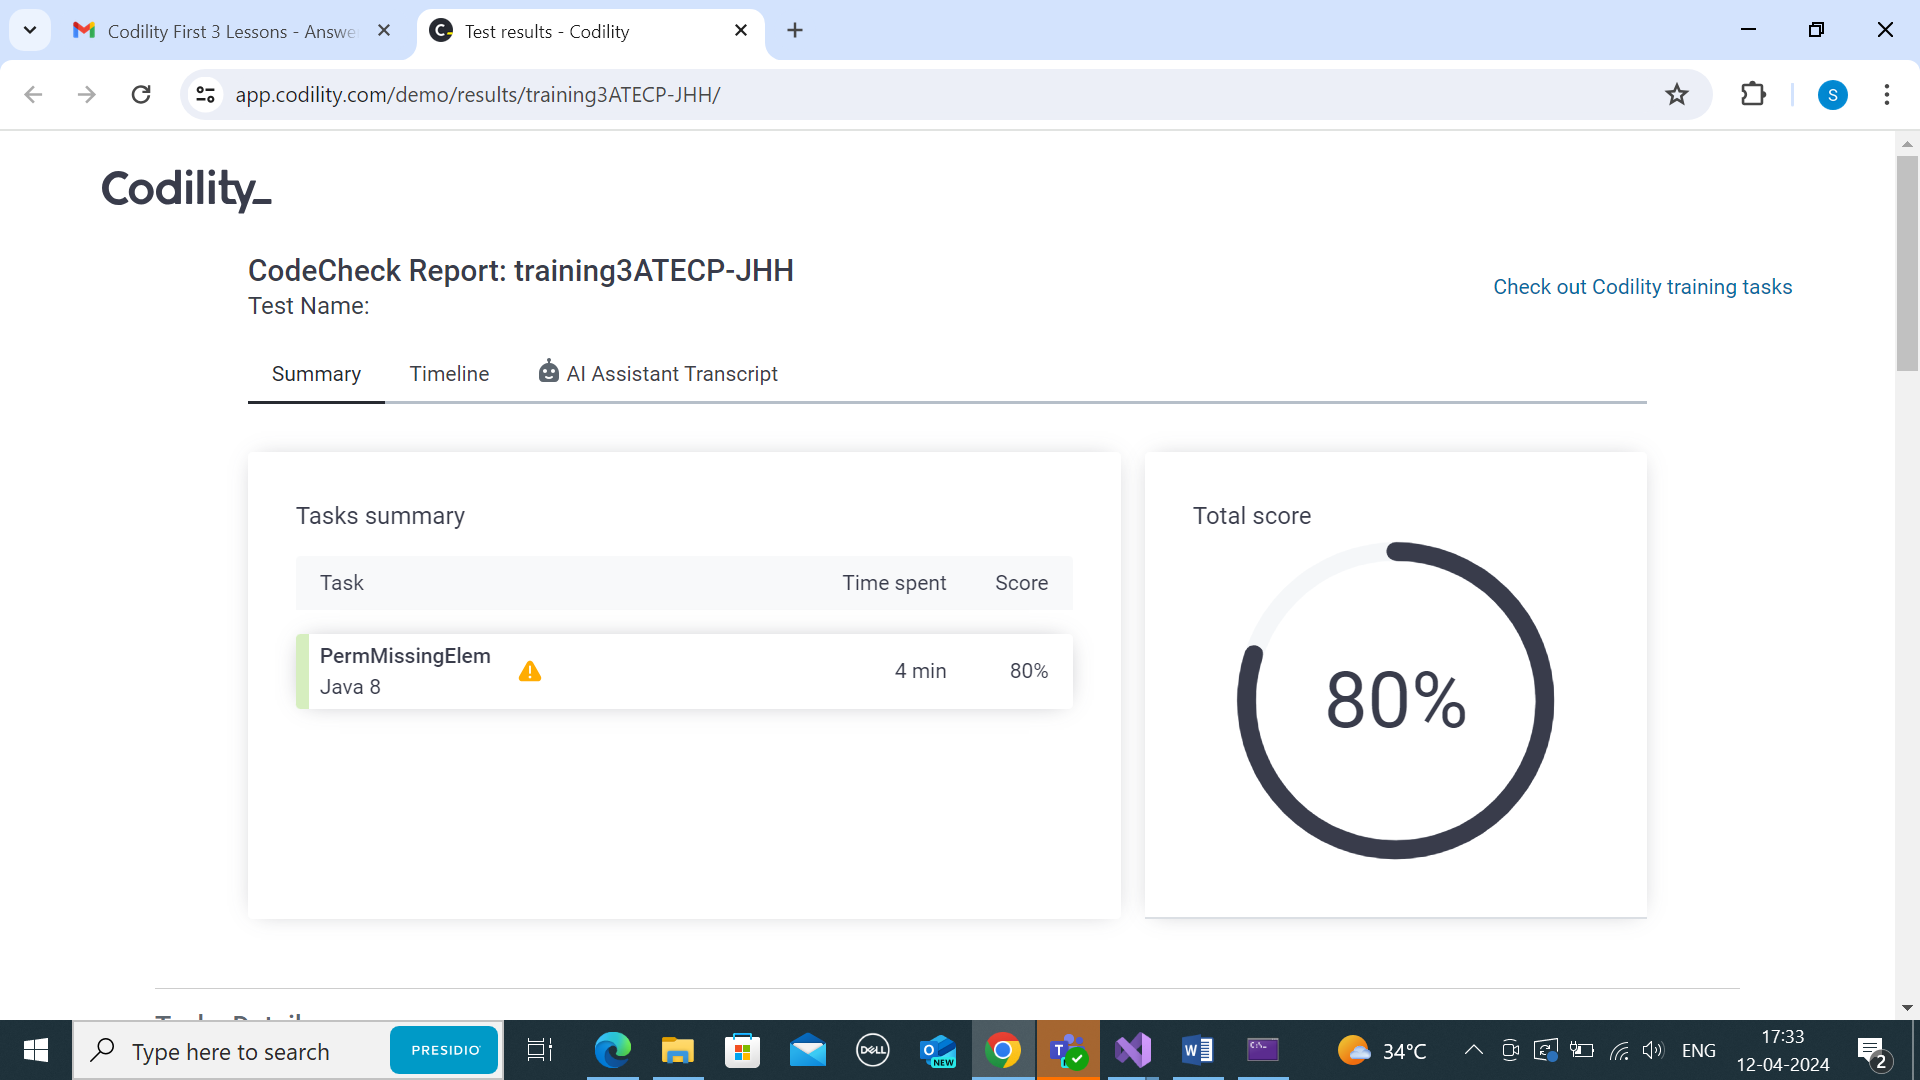 Codility First 3 Lessons - Answe
Test results - Codility
app.codility.com/demo/results/training3ATECP-JHH/
S
Codility_
CodeCheck Report: training3ATECP-JHH
Test Name:
Check out Codility training tasks
Summary
Timeline
AI Assistant Transcript
Tasks summary
Task
Time spent
Score
PermMissingElem
Java 8
4 min
80%
Total score
80%
Type here to search
PRESIDIO
DELL
NEW
34°C
ENG
17:33
12-04-2024
2